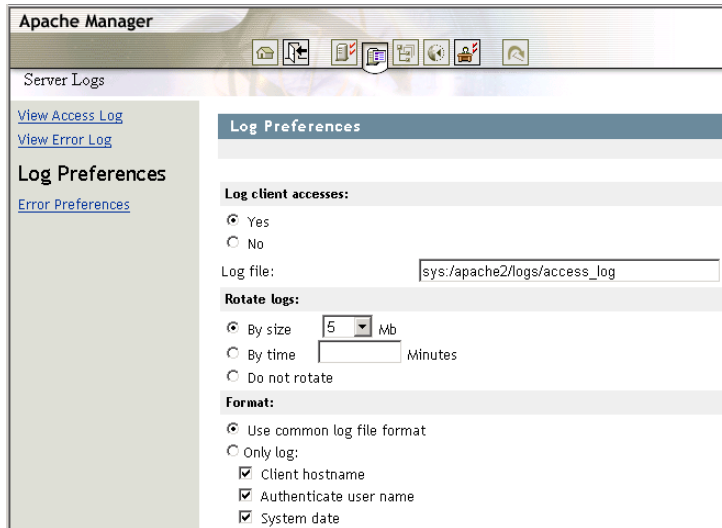 Apache Manager
Server Logs
View Access Log
View Error Log
Log Preferences
Error Preferences
Log Preferences
Log client accesses:
Yes
No
Log file: sys:/apache2/logs/access_log
Rotate logs:
By size 5 Mb
By time Minutes
Do not rotate
Format:
Use common log file format
Only log:
Client hostname
Authenticate user name
System date